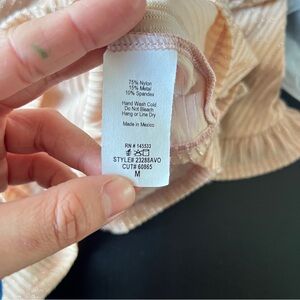 75% Nylon
15% Metal
10% Spandex
Hand Wash Cold
Do Not Bleach
Hang or Line Dry
Made in Mexico
RN # 145533
STYLE# 23288AVO
CUT# 60865
M